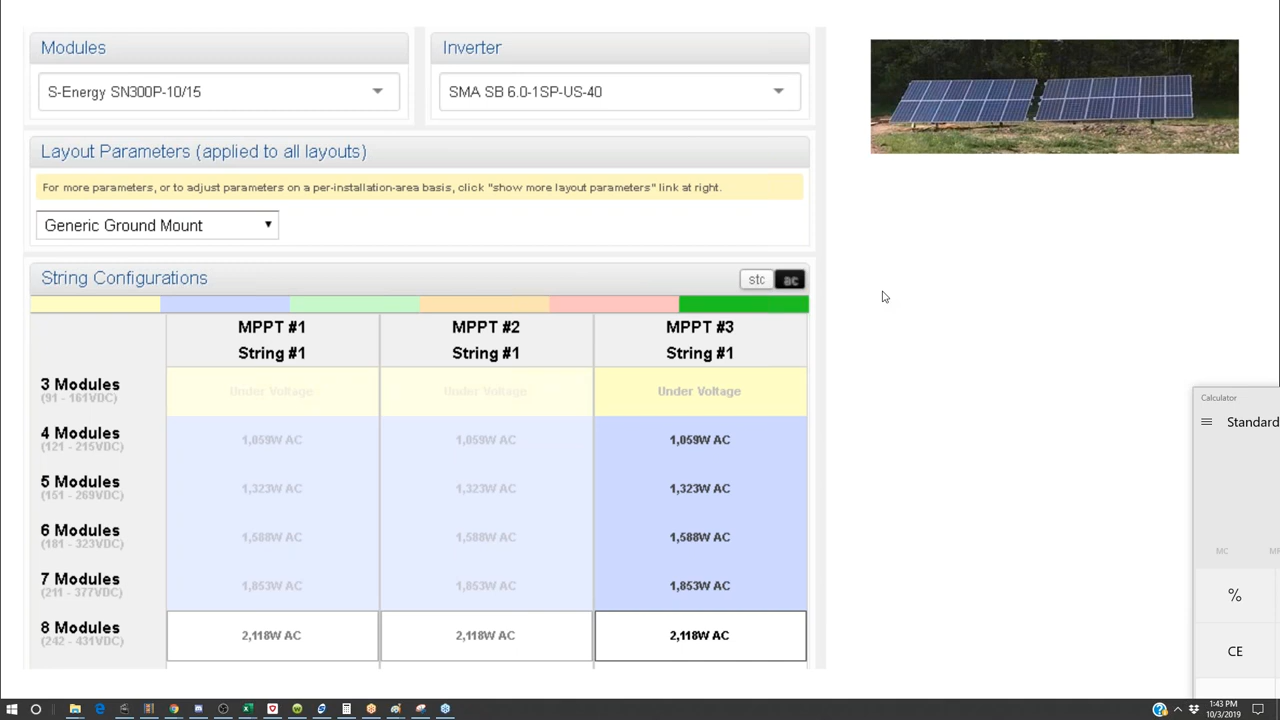 Modules
Inverter
S-Energy SN300P-10/15
SMA SB 6.0-1SP-US-40
Layout Parameters (applied to all layouts)
For more parameters, or to adjust parameters on a per-installation-area basis, click "show more layout parameters" link at right.
Generic Ground Mount
String Configurations
stc ac
MPPT #1 MPPT #2 MPPT #3
String #1 String #1 String #1
3 Modules
(91 - 161VDC)
Under Voltage Under Voltage Under Voltage
4 Modules
(121 - 215VDC)
1,059W AC 1,059W AC 1,059W AC
5 Modules
(151 - 269VDC)
1,323W AC 1,323W AC 1,323W AC
6 Modules
(181 - 323VDC)
1,588W AC 1,588W AC 1,588W AC
7 Modules
(211 - 377VDC)
1,853W AC 1,853W AC 1,853W AC
8 Modules
(242 - 431VDC)
2,118W AC 2,118W AC 2,118W AC
Calculator
Standard
MC
%
CE
1:43 PM
10/3/2019